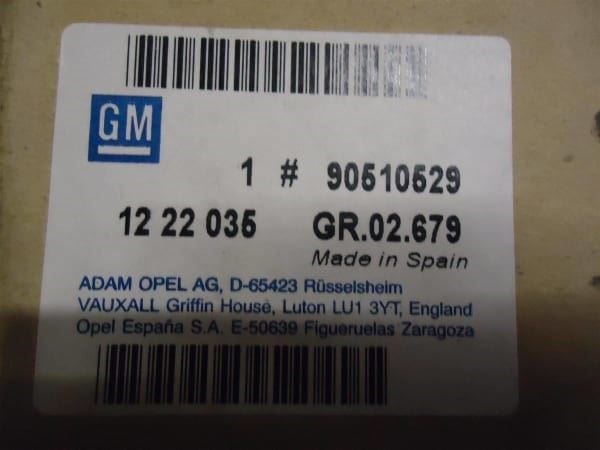 GM
1 # 90510529
12 22 035 GR.02.679
Made in Spain
ADAM OPEL AG, D-65423 Rüsselsheim
VAUXALL Griffin House, Luton LU1 3YT, England
Opel España S.A. E-50639 Figueruelas Zaragoza